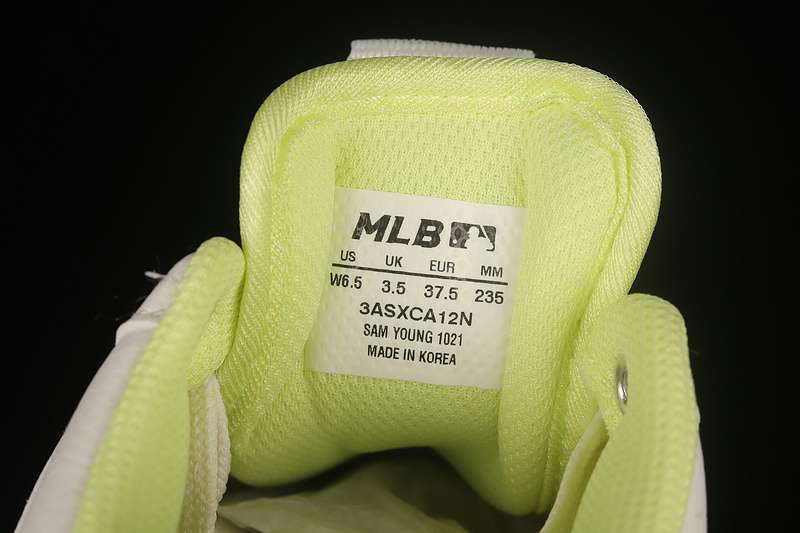 MLB
US UK EUR MM
W6.5 3.5 37.5 235
3ASXCA12N
SAM YOUNG 1021
MADE IN KOREA